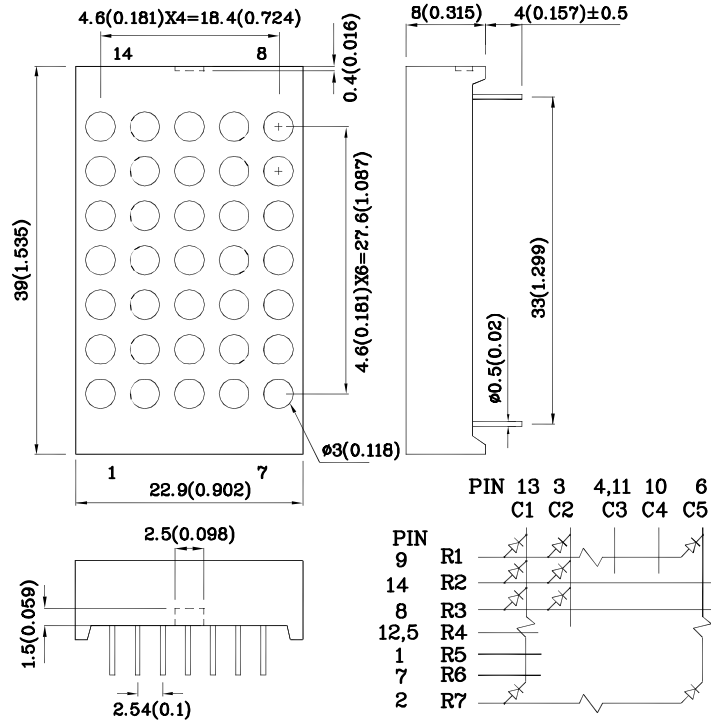 4.6(0.181)X4=18.4(0.724)
14
8
0.4(0.016)
39(1.535)
4.6(0.181)X6=27.6(1.087)
ø3(0.118)
1
7
22.9(0.902)
8(0.315)
4(0.157)±0.5
33(1.299)
ø0.5(0.02)
2.5(0.098)
1.5(0.059)
2.54(0.1)
PIN 13 3 4,11 10 6
C1 C2 C3 C4 C5
PIN
9 R1
14 R2
8 R3
12,5 R4
1 R5
7 R6
2 R7